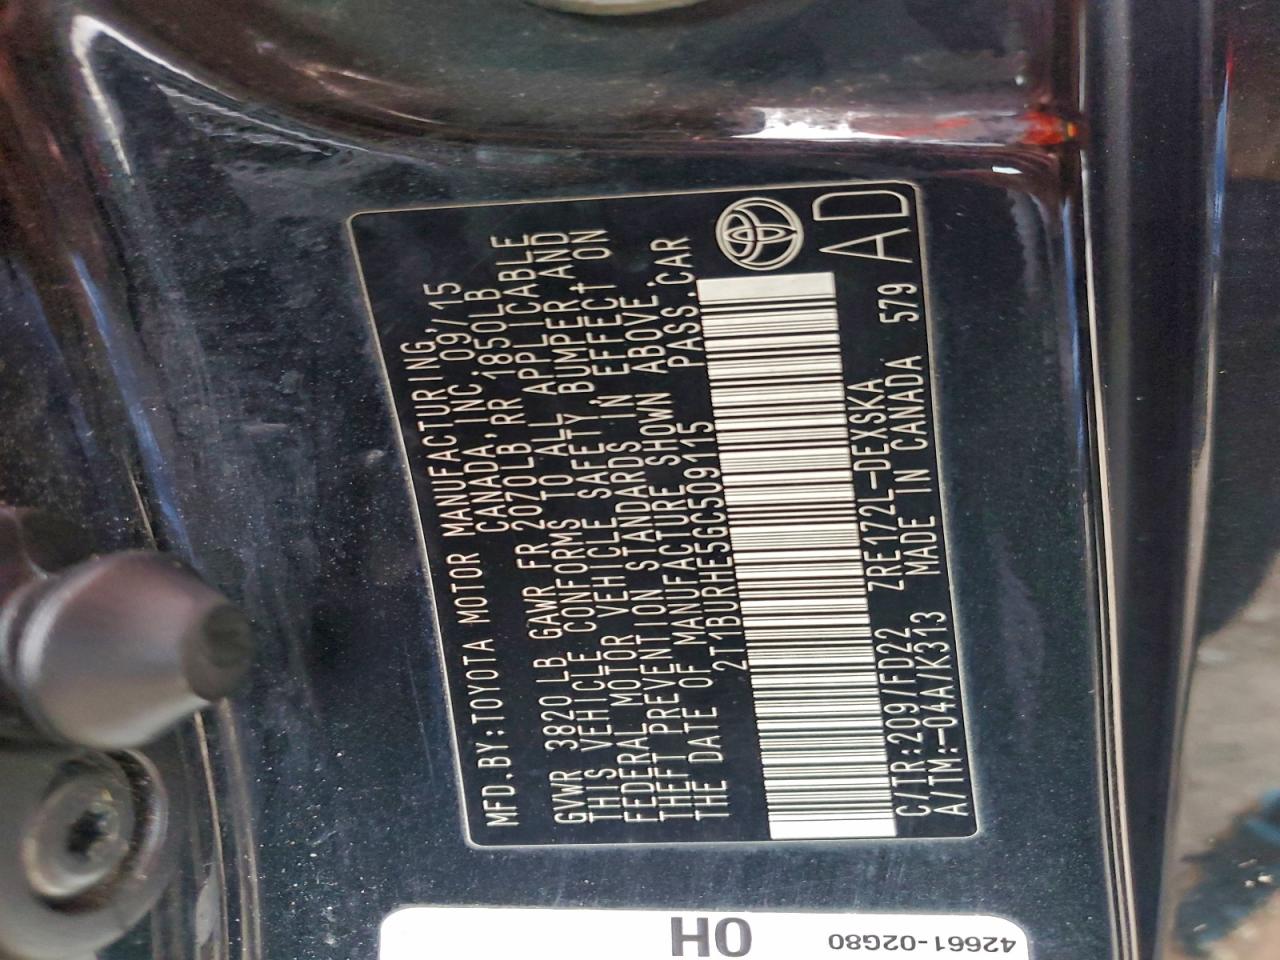 MFD.BY:TOYOTA MOTOR MANUFACTURING,
CANADA,INC.09/15
GVWR 3820 LB GAWR FR 2070LB,RR 1850LB
THIS VEHICLE CONFORMS TO ALL APPLICABLE
FEDERAL MOTOR VEHICLE SAFETY,BUMPER,AND
THEFT PREVENTION STANDARDS IN EFFECT ON
THE DATE OF MANUFACTURE SHOWN ABOVE.
2T1BURHE5GC509115 PASS.CAR
C/TR:209/FD22 ZRE172L-DEXSKA
A/TM:-04A/K313 MADE IN CANADA 579
AD
42661-02G80
0H